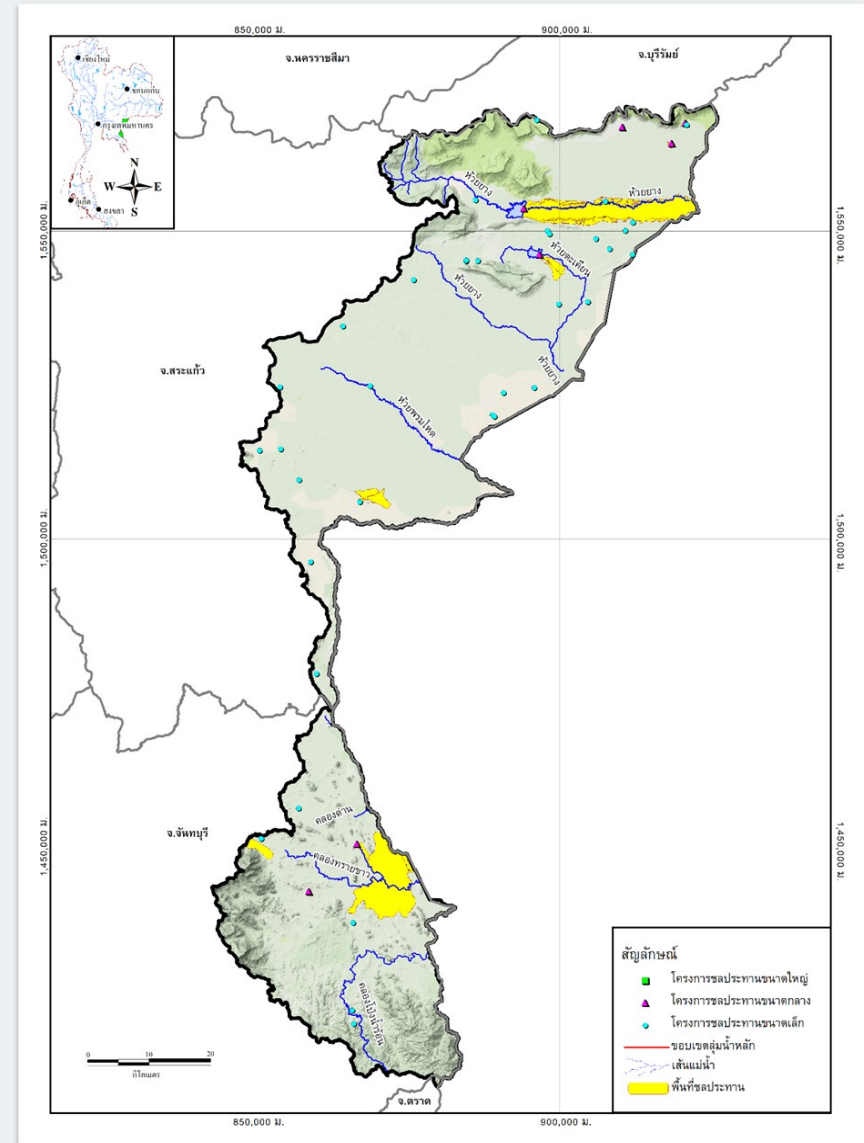 850,000 ม.
900,000 ม.
จ.นครราชสีมา
จ.บุรีรัมย์
เชียงใหม่
ขอนแก่น
กรุงเทพมหานคร
N
W E
S
ภูเก็ต
สงขลา
ห้วยยาง
ห้วยยาง
1,550,000 ม.
1,550,000 ม.
ห้วยตะเคียน
ห้วยยาง
ห้วยยาง
จ.สระแก้ว
ห้วยพรมโหด
1,500,000 ม.
1,500,000 ม.
คลองด่าน
จ.จันทบุรี
1,450,000 ม.
1,450,000 ม.
คลองทรายขาว
คลองโป่งน้ำร้อน
สัญลักษณ์
โครงการชลประทานขนาดใหญ่
โครงการชลประทานขนาดกลาง
โครงการชลประทานขนาดเล็ก
ขอบเขตลุ่มน้ำหลัก
เส้นแม่น้ำ
พื้นที่ชลประทาน
0 10 20
กิโลเมตร
จ.ตราด
850,000 ม.
900,000 ม.